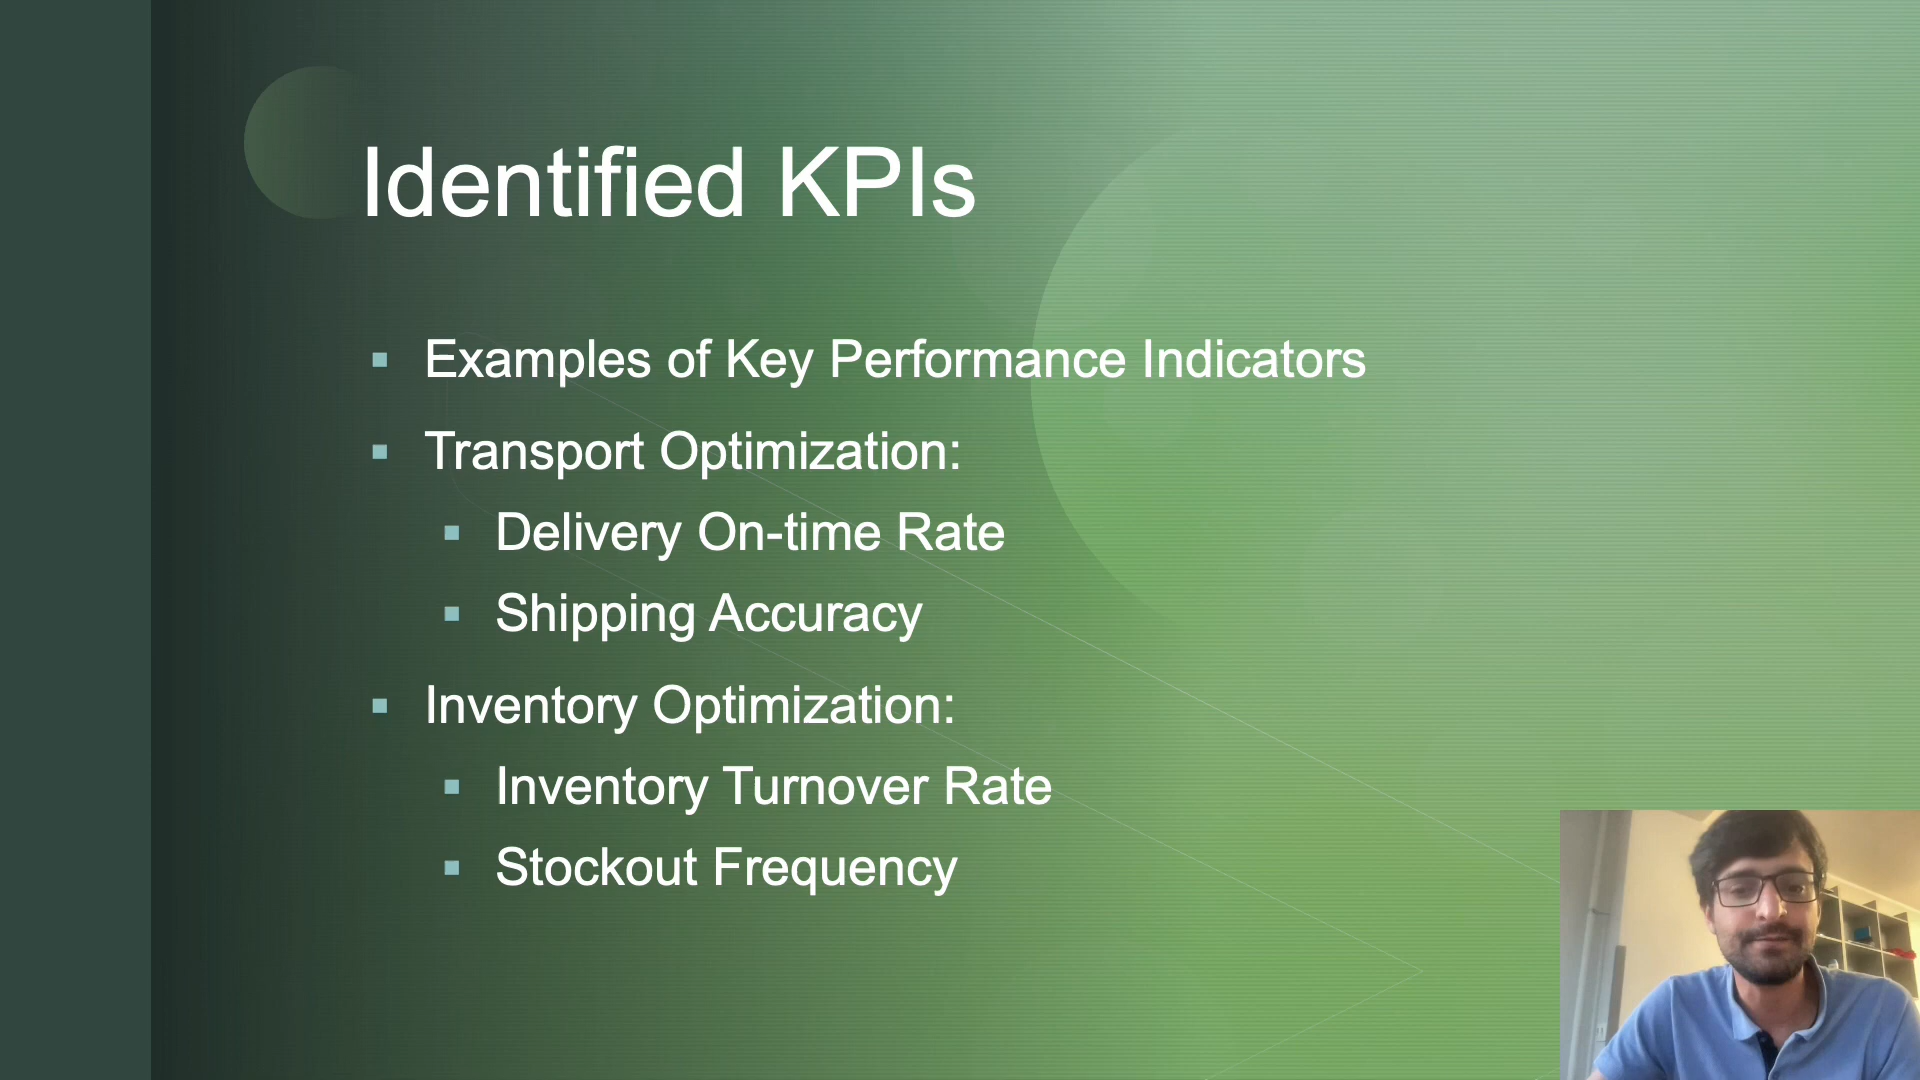 Identified KPIs
Examples of Key Performance Indicators
Transport Optimization:
Delivery On-time Rate
Shipping Accuracy
Inventory Optimization:
Inventory Turnover Rate
Stockout Frequency